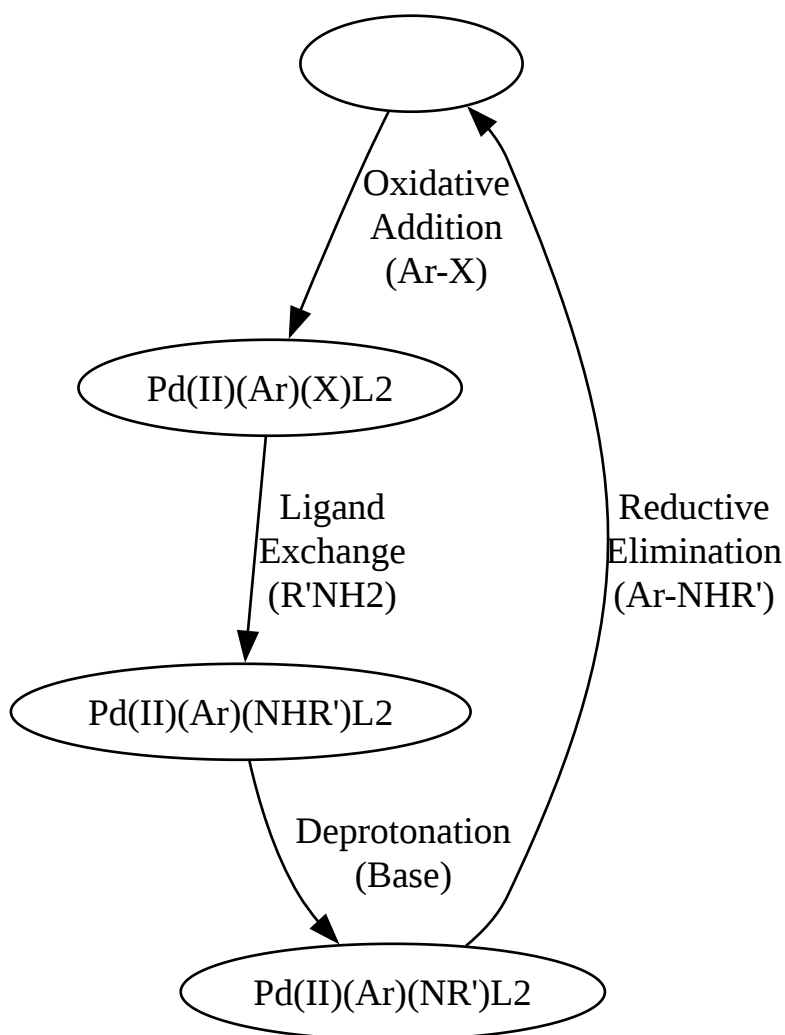 Oxidative
Addition
(Ar-X)
Pd(II)(Ar)(X)L2
Ligand
Exchange
(R'NH2)
Reductive
Elimination
(Ar-NHR')
Pd(II)(Ar)(NHR')L2
Deprotonation
(Base)
Pd(II)(Ar)(NR')L2